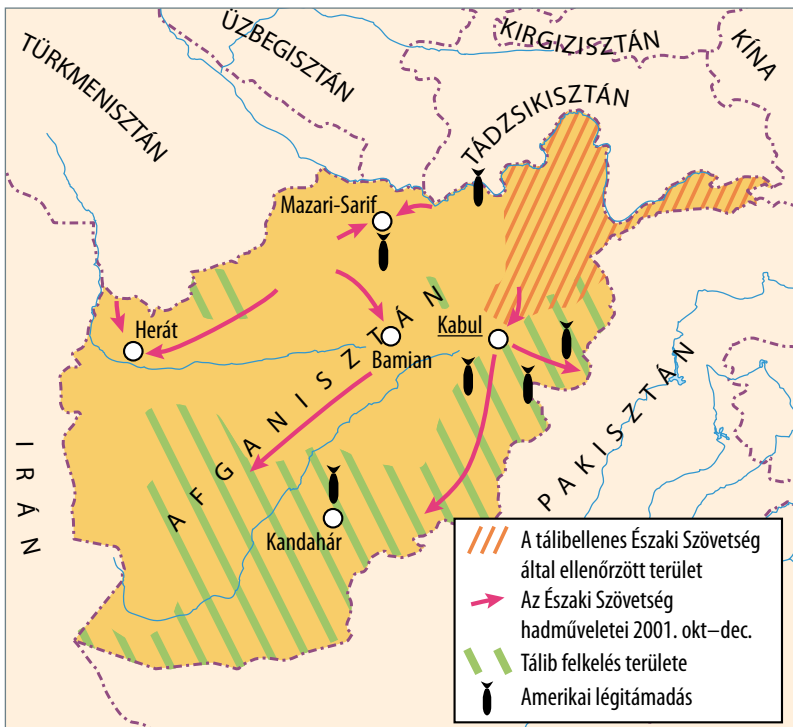 TÜRKMENISZTÁN
ÜZBEGISZTÁN
KIRGIZISZTÁN
KÍNA
TÁDZSIKISZTÁN
Mazari-Sarif
Herát
Bamian
Kabul
AFGANISZTÁN
IRÁN
PAKISZTÁN
Kandahár
A tálibellenes Északi Szövetség
által ellenőrzött terület
Az Északi Szövetség
hadműveletei 2001. okt–dec.
Tálib felkelés területe
Amerikai légitámadás